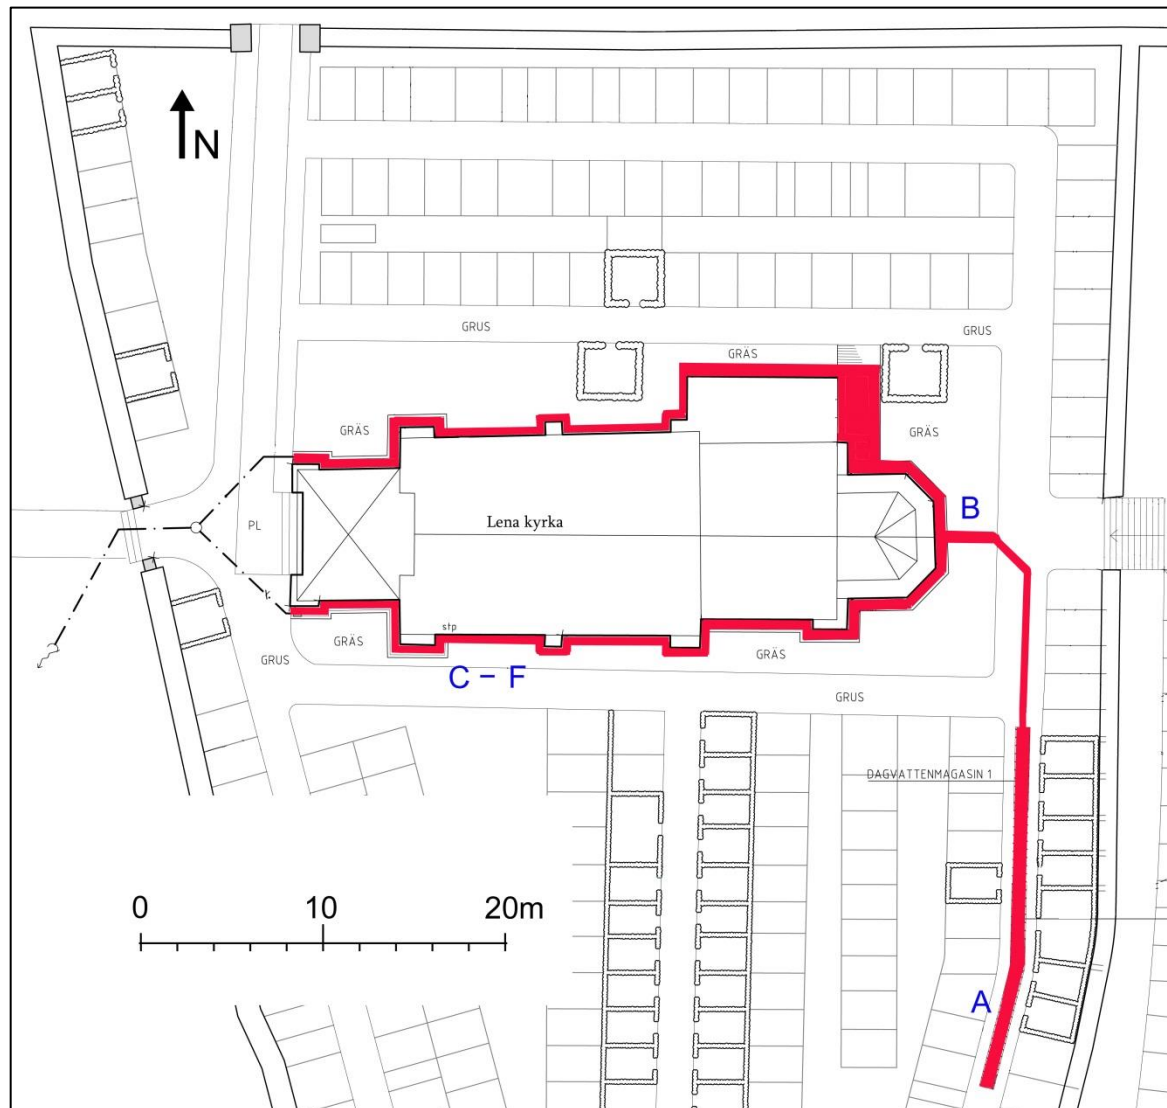 N
GRUS
GRUS
GRÄS
GRÄS
GRÄS
PL
Lena kyrka
B
stp
GRÄS
GRÄS
GRUS
C – F
GRUS
DAGVATTENMAGASIN 1
0 10 20m
A